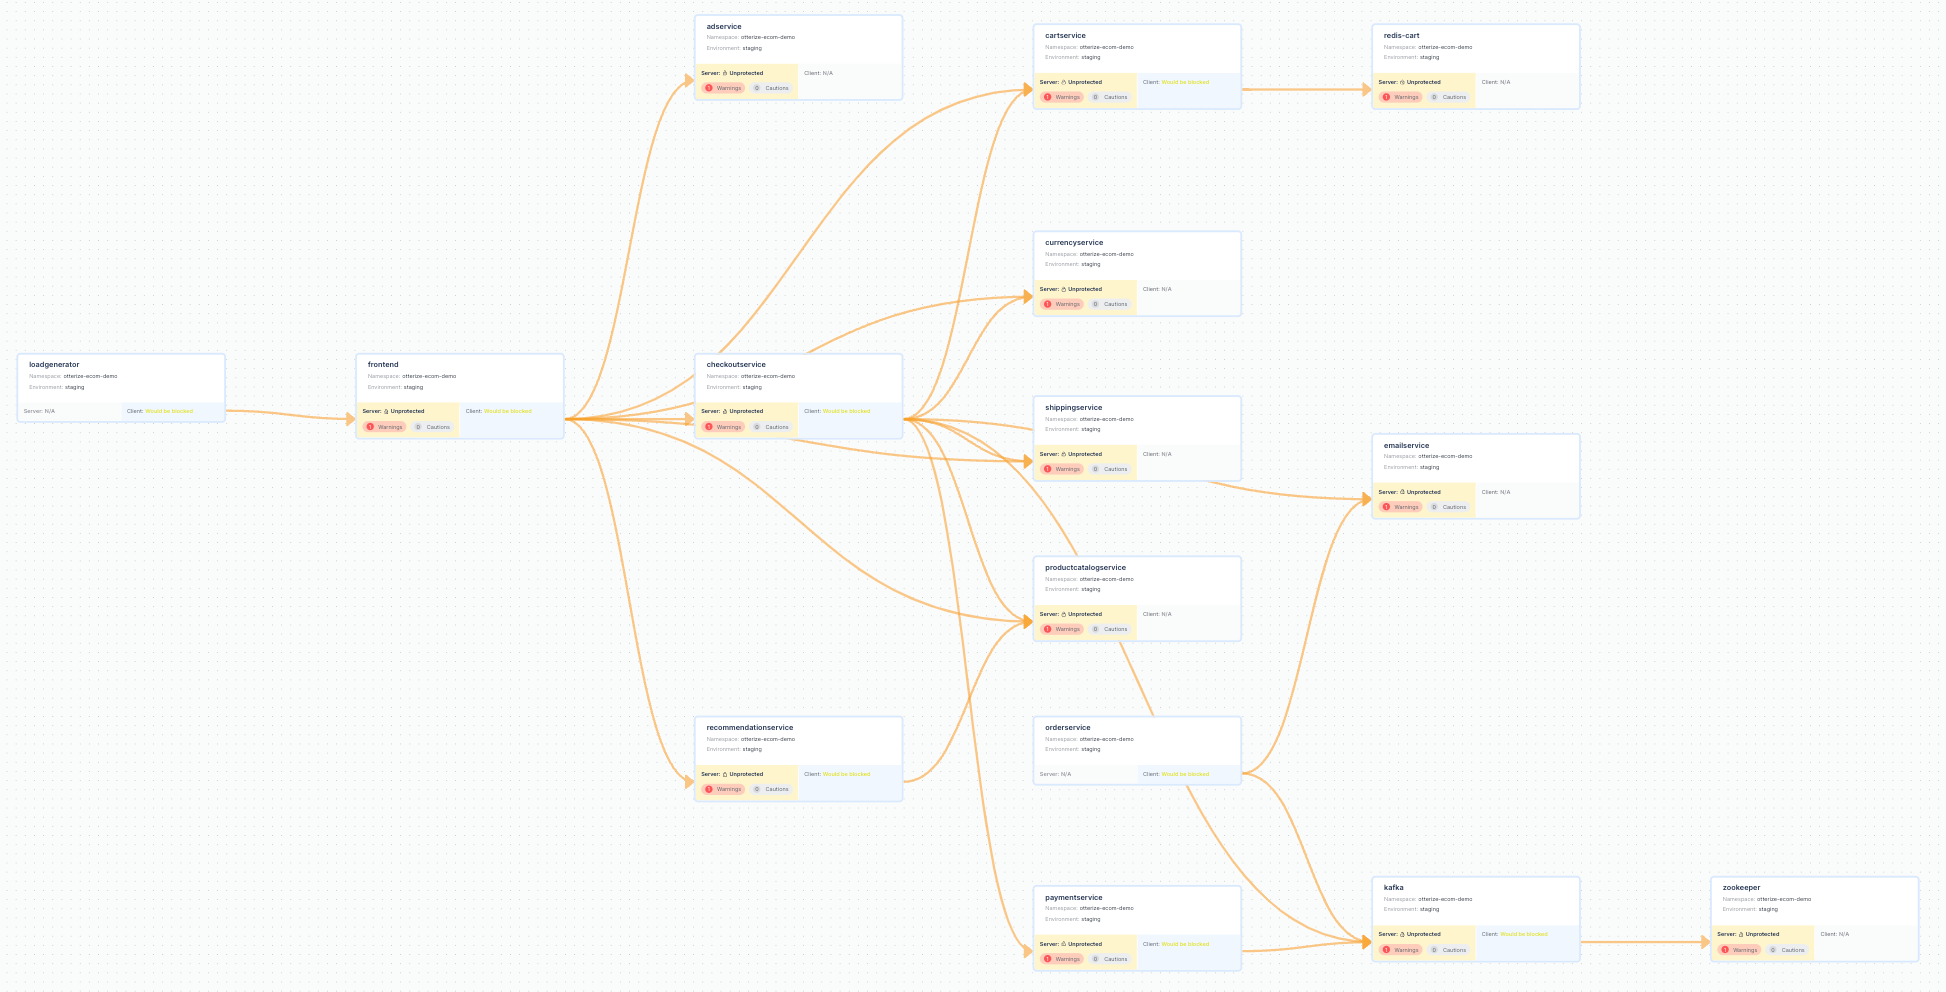 adservice
Namespace: otterize-ecom-demo
Environment: staging
Server: Unprotected
Client: N/A
1 Warnings 0 Cautions
cartservice
Namespace: otterize-ecom-demo
Environment: staging
Server: Unprotected
Client: Would be blocked
1 Warnings 0 Cautions
redis-cart
Namespace: otterize-ecom-demo
Environment: staging
Server: Unprotected
Client: N/A
1 Warnings 0 Cautions
currencyservice
Namespace: otterize-ecom-demo
Environment: staging
Server: Unprotected
Client: N/A
1 Warnings 0 Cautions
loadgenerator
Namespace: otterize-ecom-demo
Environment: staging
Server: N/A
Client: Would be blocked
frontend
Namespace: otterize-ecom-demo
Environment: staging
Server: Unprotected
Client: Would be blocked
1 Warnings 0 Cautions
checkoutservice
Namespace: otterize-ecom-demo
Environment: staging
Server: Unprotected
Client: Would be blocked
1 Warnings 0 Cautions
shippingservice
Namespace: otterize-ecom-demo
Environment: staging
Server: Unprotected
Client: N/A
1 Warnings 0 Cautions
emailservice
Namespace: otterize-ecom-demo
Environment: staging
Server: Unprotected
Client: N/A
1 Warnings 0 Cautions
productcatalogservice
Namespace: otterize-ecom-demo
Environment: staging
Server: Unprotected
Client: N/A
1 Warnings 0 Cautions
recommendationservice
Namespace: otterize-ecom-demo
Environment: staging
Server: Unprotected
Client: Would be blocked
1 Warnings 0 Cautions
orderservice
Namespace: otterize-ecom-demo
Environment: staging
Server: N/A
Client: Would be blocked
paymentservice
Namespace: otterize-ecom-demo
Environment: staging
Server: Unprotected
Client: Would be blocked
1 Warnings 0 Cautions
kafka
Namespace: otterize-ecom-demo
Environment: staging
Server: Unprotected
Client: Would be blocked
1 Warnings 0 Cautions
zookeeper
Namespace: otterize-ecom-demo
Environment: staging
Server: Unprotected
Client: N/A
1 Warnings 0 Cautions